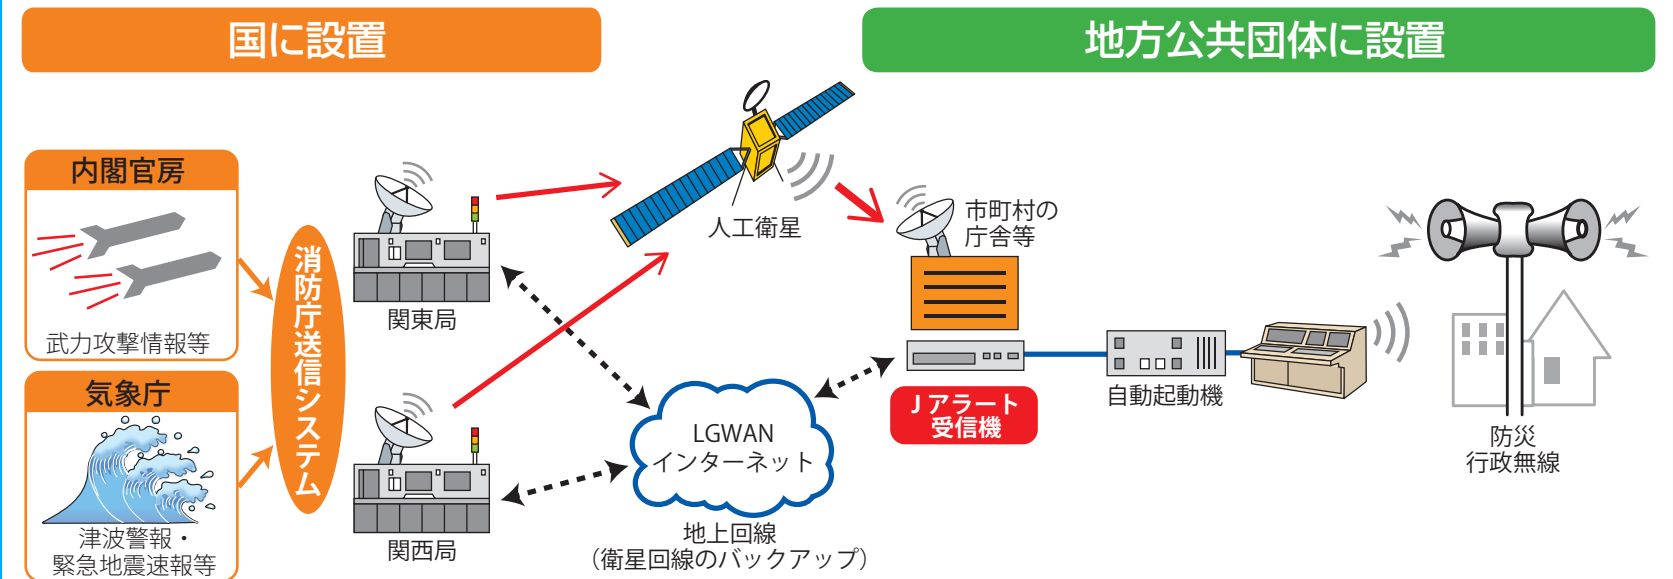 国に設置
地方公共団体に設置
内閣官房
武力攻撃情報等
気象庁
津波警報・
緊急地震速報等
消防庁送信システム
関東局
関西局
人工衛星
LGWAN
インターネット
地上回線
（衛星回線のバックアップ）
市町村の
庁舎等
Jアラート
受信機
自動起動機
防災
行政無線